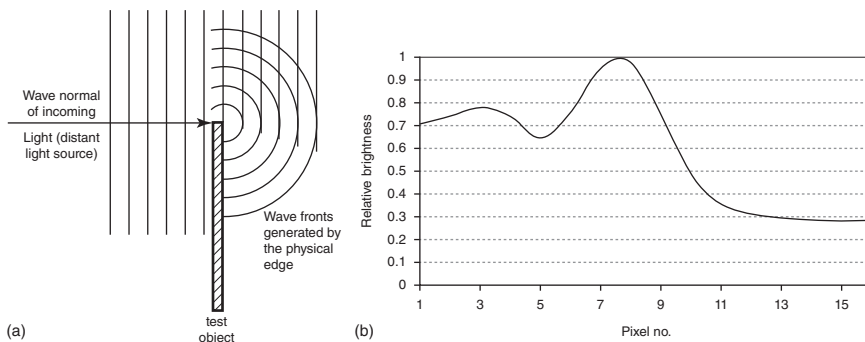 Wave normal
of incoming
Light (distant
light source)
Wave fronts
generated by
the physical
edge
test
object
(a)
Relative brightness
1
0.9
0.8
0.7
0.6
0.5
0.4
0.3
0.2
0.1
0
1 3 5 7 9 11 13 15
Pixel no.
(b)